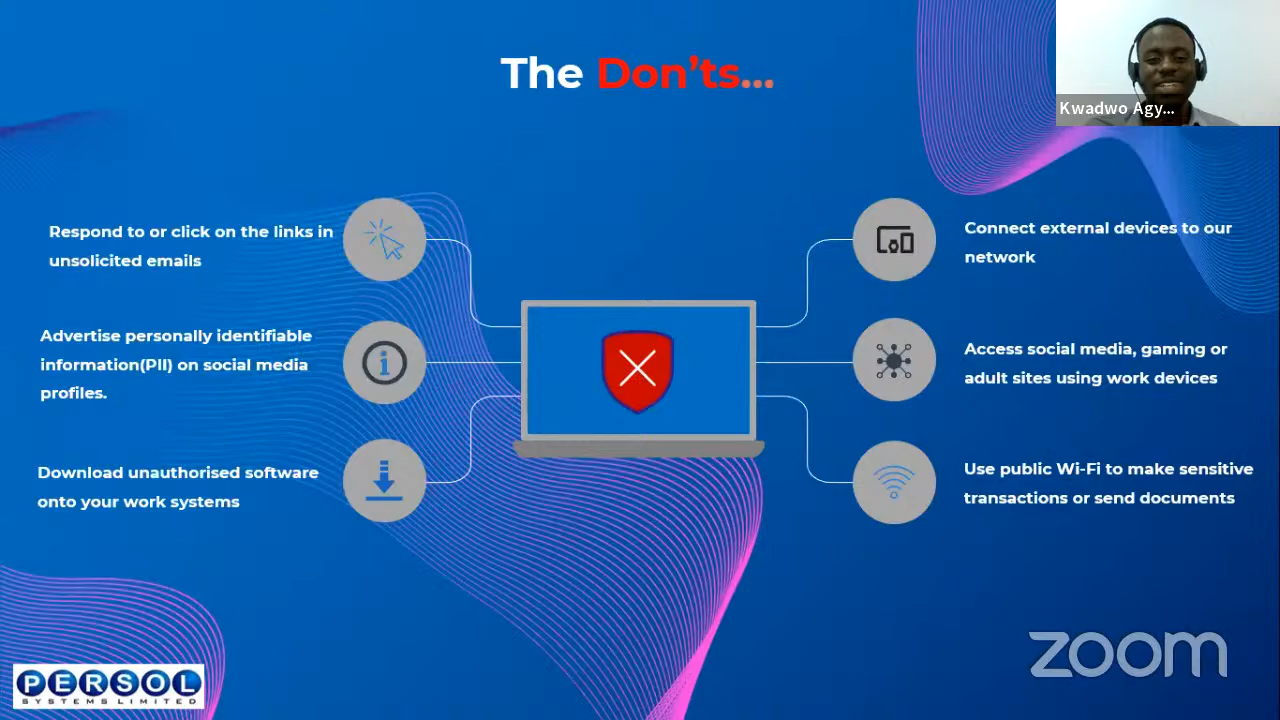 The Don'ts...
Kwadwo Agy...
Respond to or click on the links in
unsolicited emails
Advertise personally identifiable
information(PII) on social media
profiles.
Download unauthorised software
onto your work systems
Connect external devices to our
network
Access social media, gaming or
adult sites using work devices
Use public Wi-Fi to make sensitive
transactions or send documents
PERSOL
SYSTEMS LIMITED
zoom